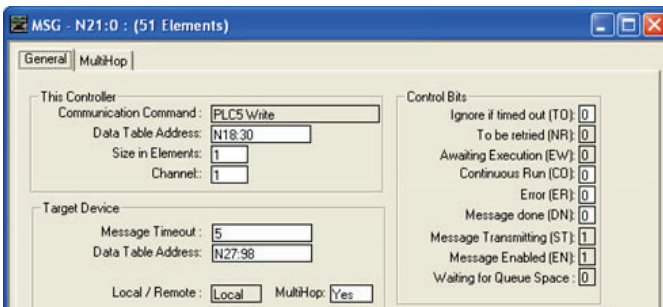 MSG - N21:0 : (51 Elements)
General MultiHop
This Controller
Communication Command : PLC5 Write
Data Table Address: N18:30
Size in Elements: 1
Channel:: 1
Target Device
Message Timeout : 5
Data Table Address: N27:98
Local / Remote : Local MultiHop: Yes
Control Bits
Ignore if timed out (TO): 0
To be retried (NR): 0
Awaiting Execution (EW): 0
Continuous Run (CO): 0
Error (ER): 0
Message done (DN): 0
Message Transmitting (ST): 1
Message Enabled (EN): 1
Waiting for Queue Space : 0